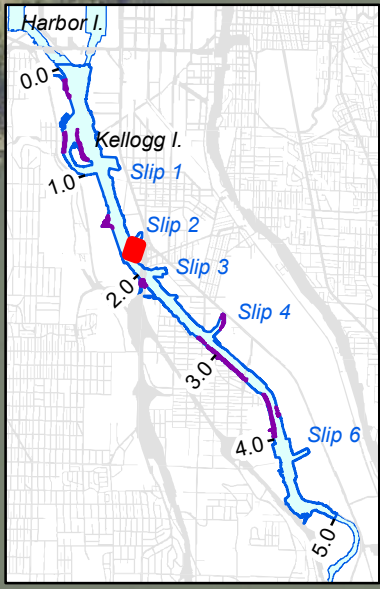 Harbor I.
0.0
Kellogg I.
Slip 1
1.0
Slip 2
Slip 3
2.0
Slip 4
3.0
Slip 6
4.0
5.0